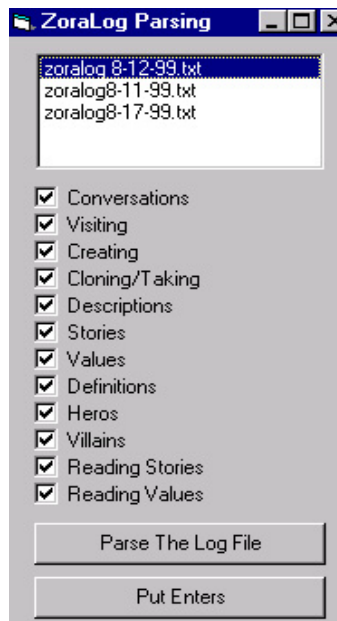 ZoraLog Parsing
zoralog 8-12-99.txt
zoralog8-11-99.txt
zoralog8-17-99.txt
Conversations
Visiting
Creating
Cloning/Taking
Descriptions
Stories
Values
Definitions
Heros
Villains
Reading Stories
Reading Values
Parse The Log File
Put Enters